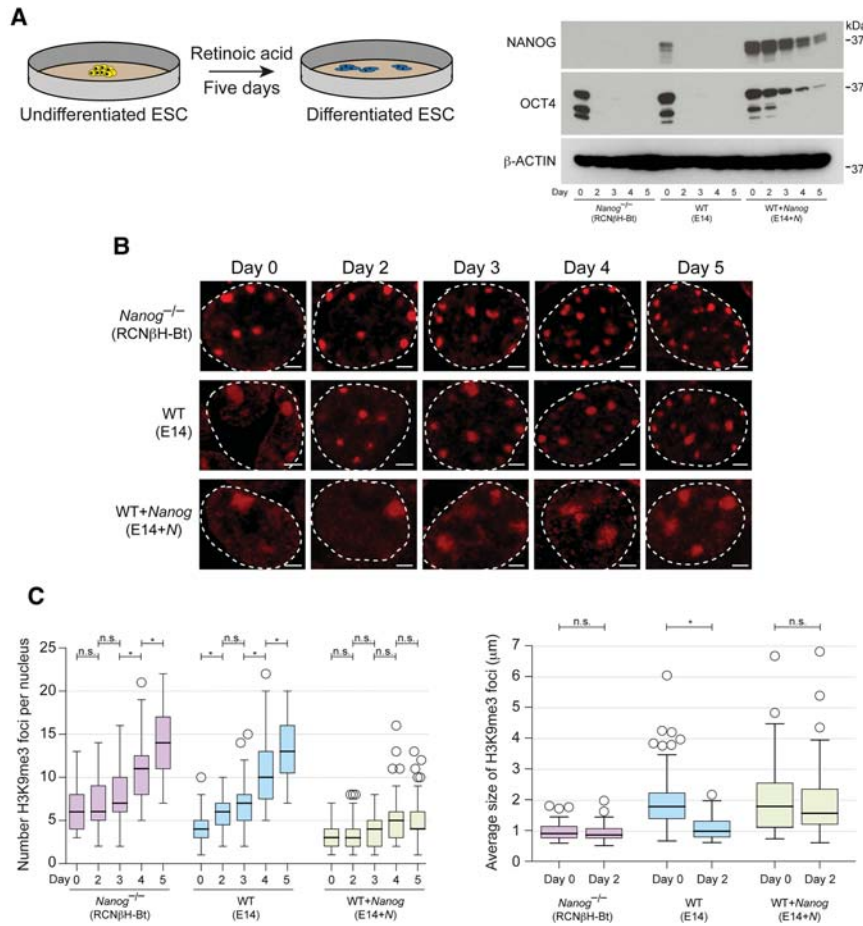 A
Retinoic acid
Five days
Undifferentiated ESC
Differentiated ESC
kDa
NANOG
37
OCT4
37
β-ACTIN
37
Day 0 2 3 4 5 0 2 3 4 5 0 2 3 4 5
Nanog–/– WT WT+Nanog
(RCNβH-Bt) (E14) (E14+N)
B
Day 0 Day 2 Day 3 Day 4 Day 5
Nanog–/–
(RCNβH-Bt)
WT
(E14)
WT+Nanog
(E14+N)
C
Number H3K9me3 foci per nucleus
25
20
15
10
5
0
n.s. n.s. * *
* n.s. * *
n.s. n.s. n.s. n.s.
Day 0 2 3 4 5 0 2 3 4 5 0 2 3 4 5
Nanog–/– WT WT+Nanog
(RCNβH-Bt) (E14) (E14+N)
Average size of H3K9me3 foci (μm)
7
6
5
4
3
2
1
0
n.s. * n.s.
Day 0 Day 2 Day 0 Day 2 Day 0 Day 2
Nanog–/– WT WT+Nanog
(RCNβH-Bt) (E14) (E14+N)